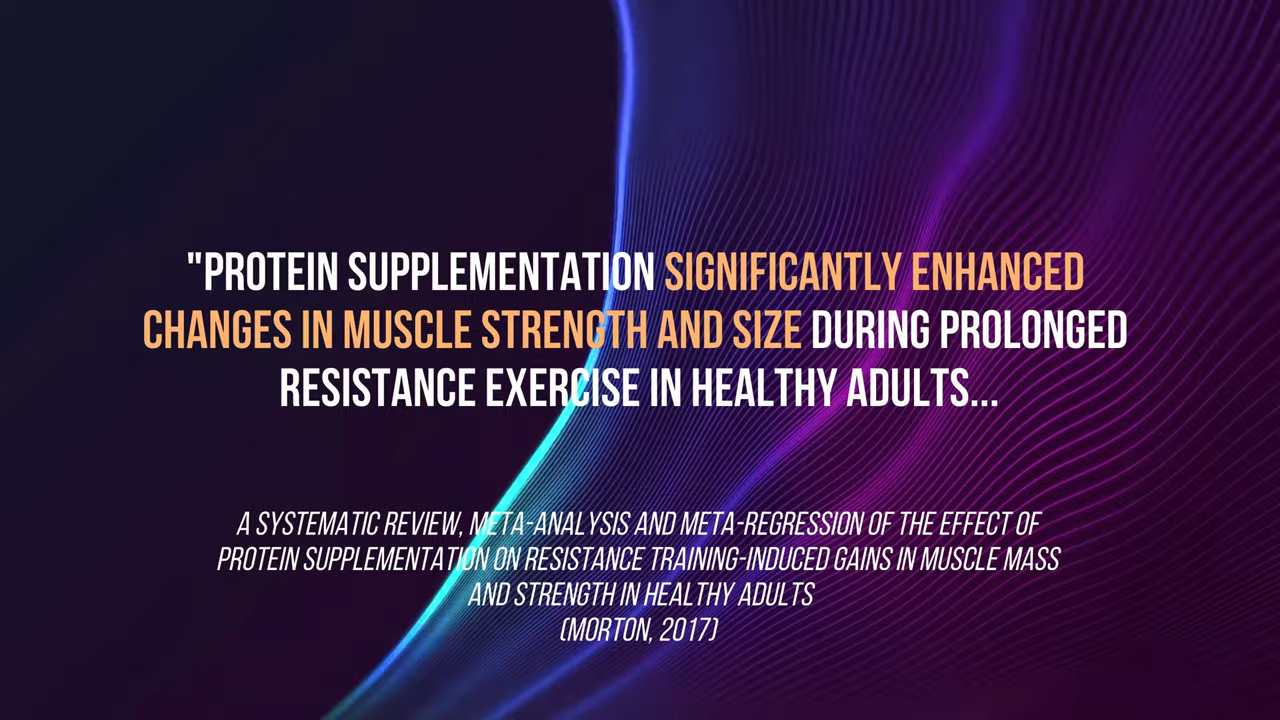 "PROTEIN SUPPLEMENTATION SIGNIFICANTLY ENHANCED
CHANGES IN MUSCLE STRENGTH AND SIZE DURING PROLONGED
RESISTANCE EXERCISE IN HEALTHY ADULTS...
A SYSTEMATIC REVIEW, META-ANALYSIS AND META-REGRESSION OF THE EFFECT OF
PROTEIN SUPPLEMENTATION ON RESISTANCE TRAINING-INDUCED GAINS IN MUSCLE MASS
AND STRENGTH IN HEALTHY ADULTS
(MORTON, 2017)